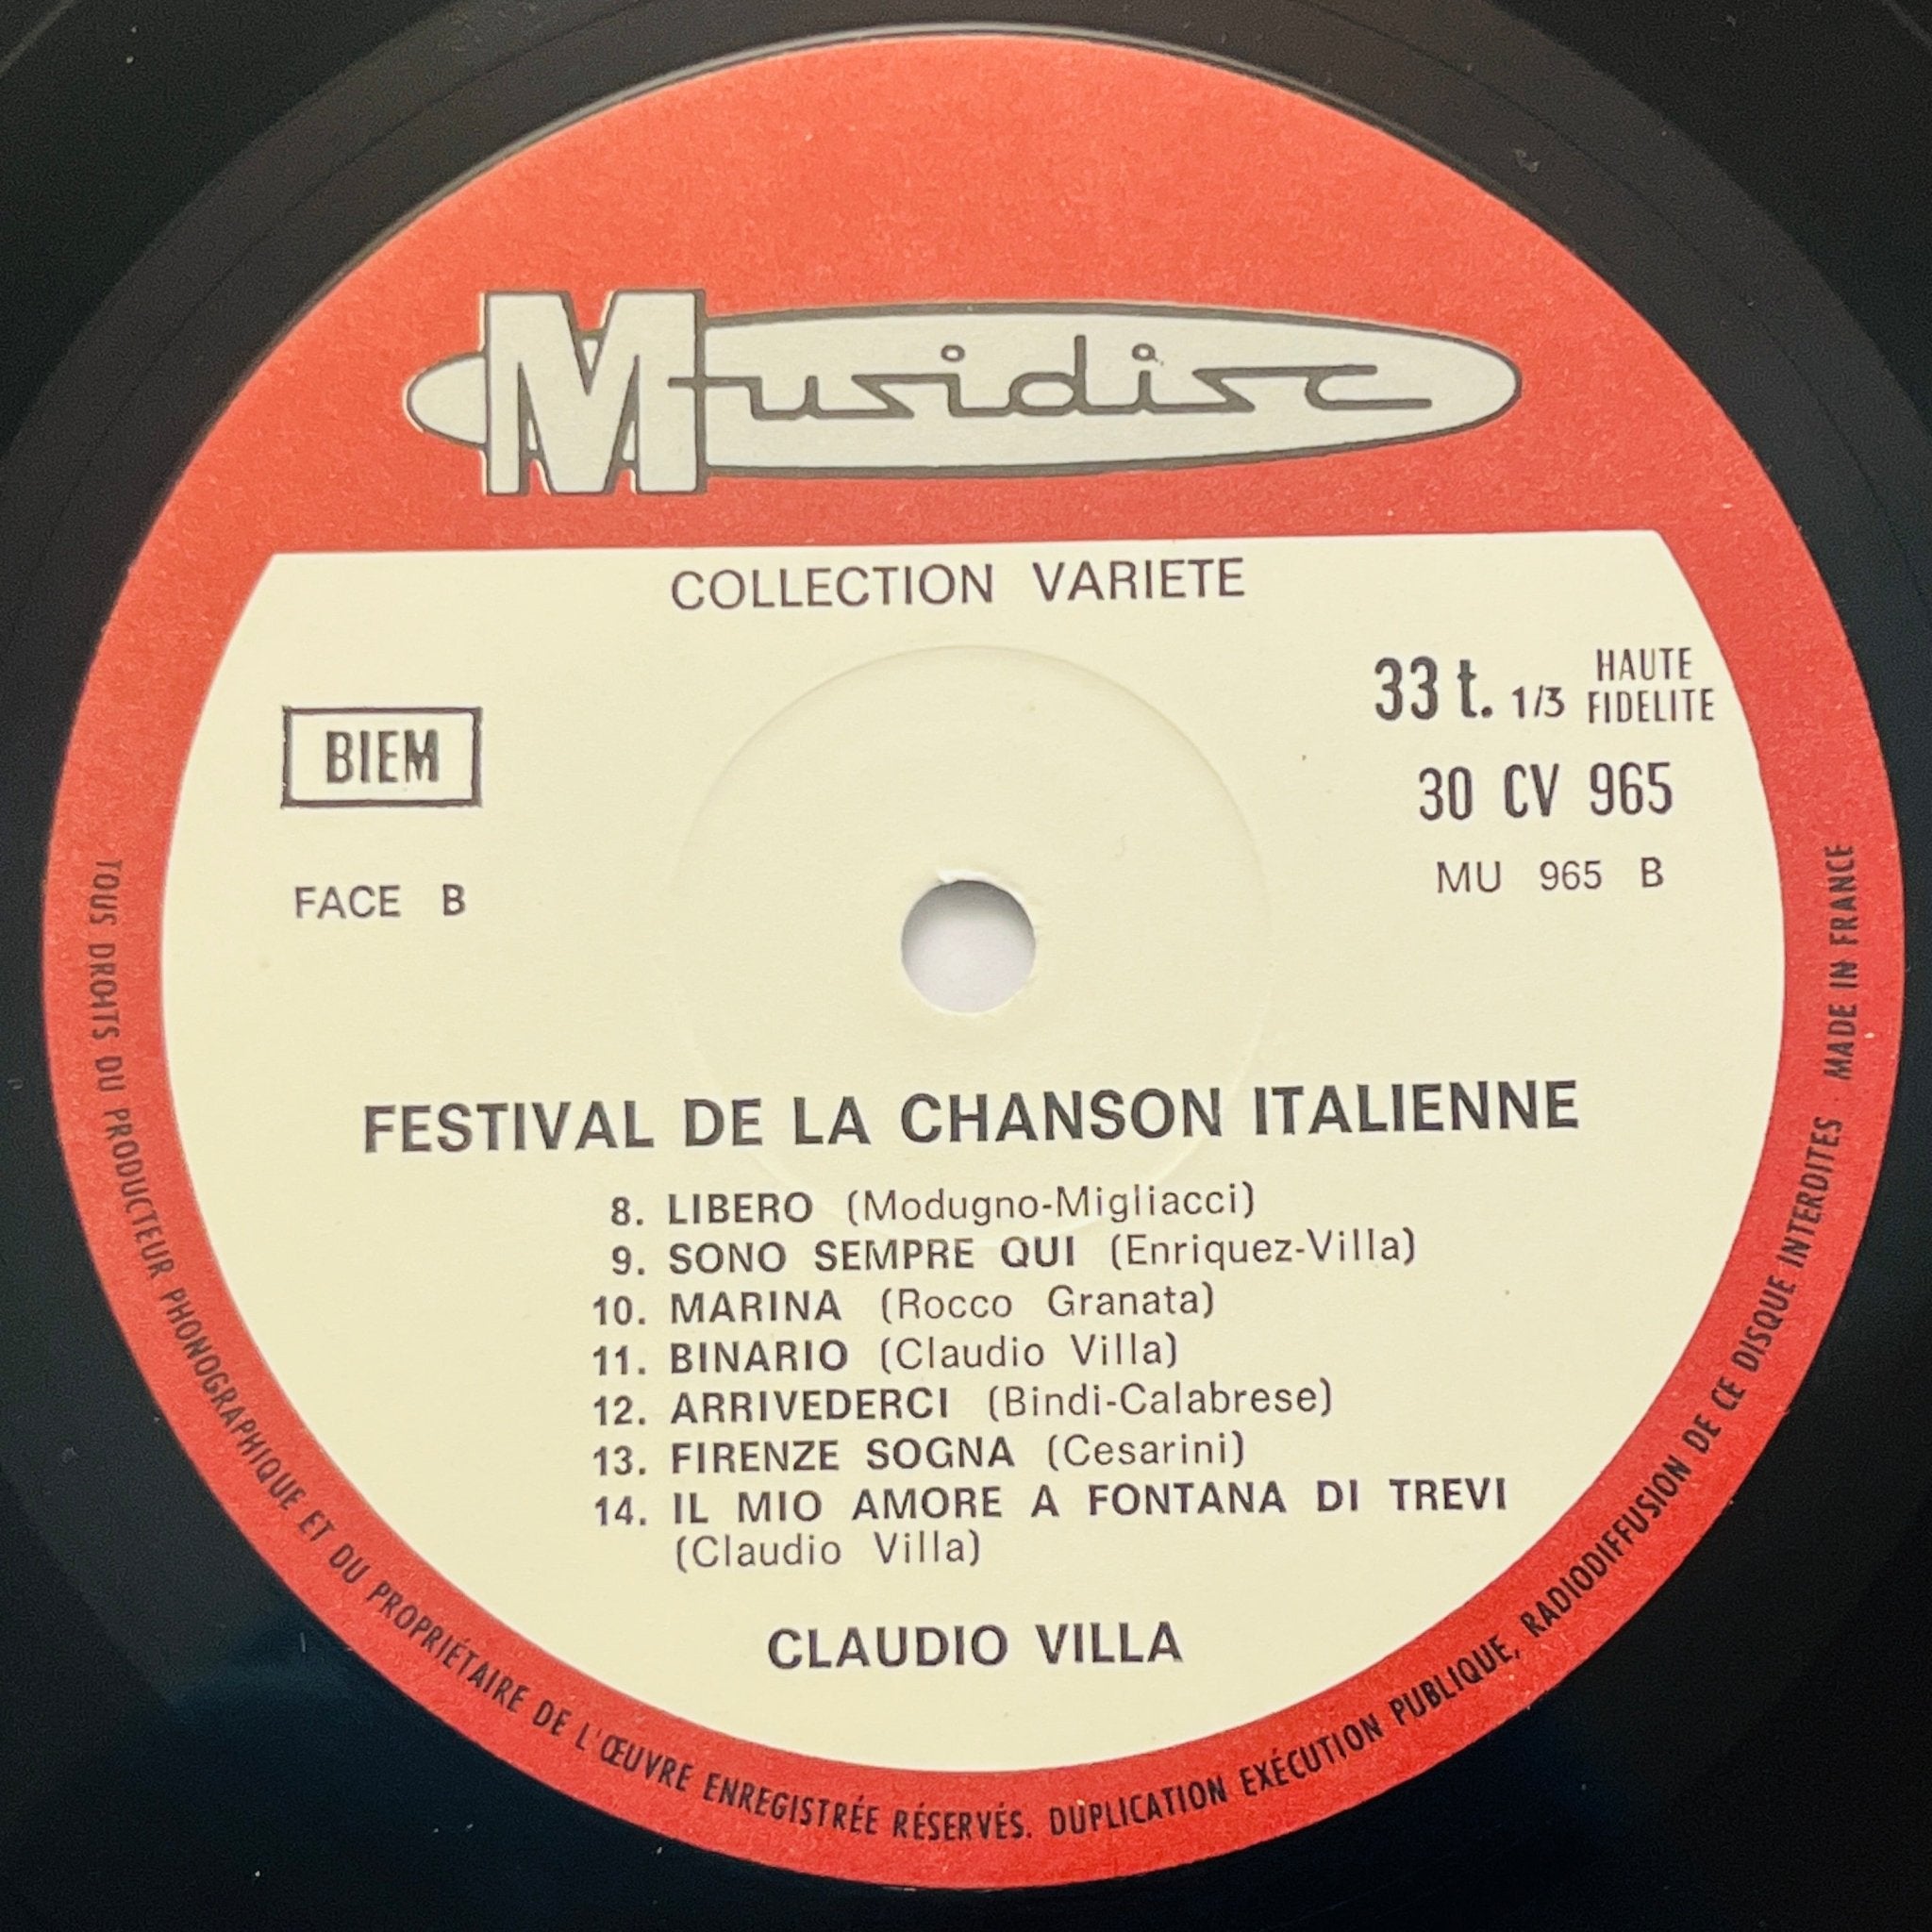 Musidisc
COLLECTION VARIETE
33 t. 1/3 HAUTE FIDELITE
BIEM
30 CV 965
FACE B
MU 965 B
FESTIVAL DE LA CHANSON ITALIENNE
8. LIBERO (Modugno-Migliacci)
9. SONO SEMPRE QUI (Enriquez-Villa)
10. MARINA (Rocco Granata)
11. BINARIO (Claudio Villa)
12. ARRIVEDERCI (Bindi-Calabrese)
13. FIRENZE SOGNA (Cesarini)
14. IL MIO AMORE A FONTANA DI TREVI
(Claudio Villa)
CLAUDIO VILLA
TOUS DROITS DU PRODUCTEUR PHONOGRAPHIQUE ET DU PROPRIÉTAIRE DE L'ŒUVRE ENREGISTRÉE RÉSERVÉS. DUPLICATION EXÉCUTION PUBLIQUE, RADIODIFFUSION DE CE DISQUE INTERDITES · MADE IN FRANCE